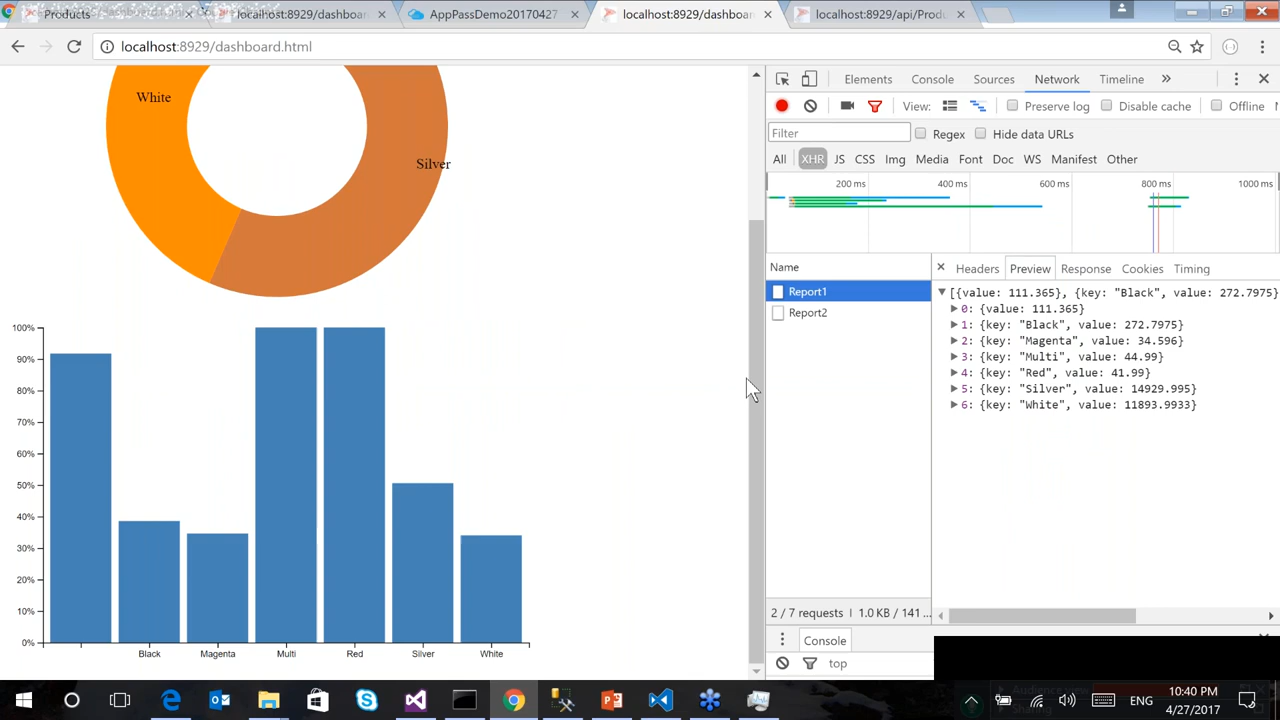 Products
localhost:8929/dashboar
AppPassDemo20170427
localhost:8929/dashboar
localhost:8929/api/Produ
localhost:8929/dashboard.html
White
Silver
100%
90%
80%
70%
60%
50%
40%
30%
20%
10%
0%
Black Magenta Multi Red Silver White
Elements Console Sources Network Timeline
View: Preserve log Disable cache Offline
Filter Regex Hide data URLs
All XHR JS CSS Img Media Font Doc WS Manifest Other
200 ms 400 ms 600 ms 800 ms 1000 ms
Name
Report1
Report2
× Headers Preview Response Cookies Timing
[{value: 111.365}, {key: "Black", value: 272.7975}
0: {value: 111.365}
1: {key: "Black", value: 272.7975}
2: {key: "Magenta", value: 34.596}
3: {key: "Multi", value: 44.99}
4: {key: "Red", value: 41.99}
5: {key: "Silver", value: 14929.995}
6: {key: "White", value: 11893.9933}
2 / 7 requests | 1.0 KB / 141 ...
Console
top
ENG
10:40 PM
4/27/2017